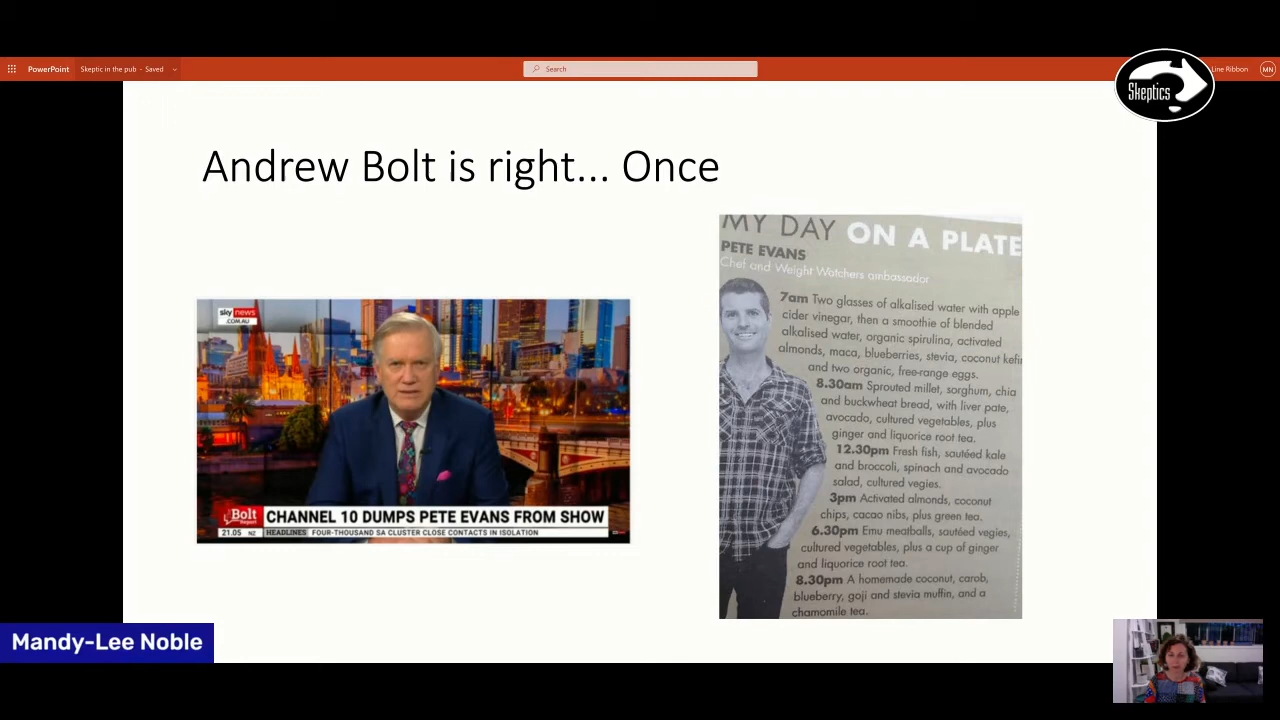 PowerPoint
Skeptic in the pub - Saved
Search
Line Ribbon
MN
Skeptics
Andrew Bolt is right... Once
sky news
.COM.AU
Bolt
Report
CHANNEL 10 DUMPS PETE EVANS FROM SHOW
21.05 NZ
HEADLINES
FOUR-THOUSAND SA CLUSTER CLOSE CONTACTS IN ISOLATION
MY DAY ON A PLATE
PETE EVANS
Chef and Weight Watchers ambassador
7am Two glasses of alkalised water with apple
cider vinegar, then a smoothie of blended
alkalised water, organic spirulina, activated
almonds, maca, blueberries, stevia, coconut kefi
and two organic, free-range eggs.
8.30am Sprouted millet, sorghum, chia
and buckwheat bread, with liver pate,
avocado, cultured vegetables, plus
ginger and liquorice root tea.
12.30pm Fresh fish, sautéed kale
and broccoli, spinach and avocado
salad, cultured vegies.
3pm Activated almonds, coconut
chips, cacao nibs, plus green tea.
6.30pm Emu meatballs, sautéed vegies,
cultured vegetables, plus a cup of ginger
and liquorice root tea.
8.30pm A homemade coconut, carob,
blueberry, goji and stevia muffin, and a
chamomile tea.
Mandy-Lee Noble